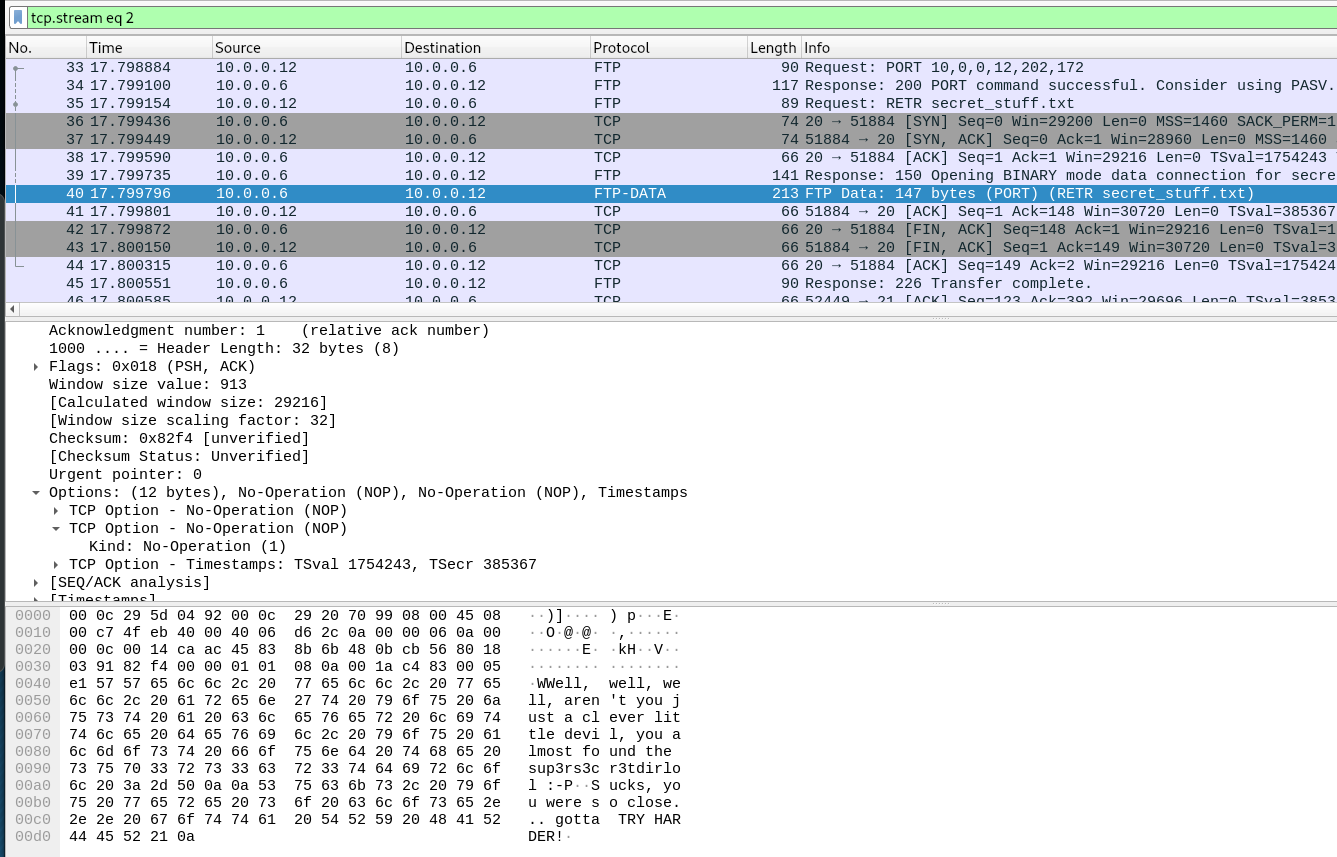 tcp.stream eq 2
No. Time Source Destination Protocol Length Info
33 17.798884 10.0.0.12 10.0.0.6 FTP 90 Request: PORT 10,0,0,12,202,172
34 17.799100 10.0.0.6 10.0.0.12 FTP 117 Response: 200 PORT command successful. Consider using PASV.
35 17.799154 10.0.0.12 10.0.0.6 FTP 89 Request: RETR secret_stuff.txt
36 17.799436 10.0.0.6 10.0.0.12 TCP 74 20 → 51884 [SYN] Seq=0 Win=29200 Len=0 MSS=1460 SACK_PERM=1
37 17.799449 10.0.0.12 10.0.0.6 TCP 74 51884 → 20 [SYN, ACK] Seq=0 Ack=1 Win=28960 Len=0 MSS=1460
38 17.799590 10.0.0.6 10.0.0.12 TCP 66 20 → 51884 [ACK] Seq=1 Ack=1 Win=29216 Len=0 TSval=1754243
39 17.799735 10.0.0.6 10.0.0.12 FTP 141 Response: 150 Opening BINARY mode data connection for secre
40 17.799796 10.0.0.6 10.0.0.12 FTP-DATA 213 FTP Data: 147 bytes (PORT) (RETR secret_stuff.txt)
41 17.799801 10.0.0.12 10.0.0.6 TCP 66 51884 → 20 [ACK] Seq=1 Ack=148 Win=30720 Len=0 TSval=385367
42 17.799872 10.0.0.6 10.0.0.12 TCP 66 20 → 51884 [FIN, ACK] Seq=148 Ack=1 Win=29216 Len=0 TSval=1
43 17.800150 10.0.0.12 10.0.0.6 TCP 66 51884 → 20 [FIN, ACK] Seq=1 Ack=149 Win=30720 Len=0 TSval=3
44 17.800315 10.0.0.6 10.0.0.12 TCP 66 20 → 51884 [ACK] Seq=149 Ack=2 Win=29216 Len=0 TSval=175424
45 17.800551 10.0.0.6 10.0.0.12 FTP 90 Response: 226 Transfer complete.
46 17.800585 10.0.0.12 10.0.0.6 TCP 66 52449 → 21 [ACK] Seq=123 Ack=392 Win=29696 Len=0 TSval=3853
Acknowledgment number: 1 (relative ack number)
1000 .... = Header Length: 32 bytes (8)
Flags: 0x018 (PSH, ACK)
Window size value: 913
[Calculated window size: 29216]
[Window size scaling factor: 32]
Checksum: 0x82f4 [unverified]
[Checksum Status: Unverified]
Urgent pointer: 0
Options: (12 bytes), No-Operation (NOP), No-Operation (NOP), Timestamps
TCP Option - No-Operation (NOP)
TCP Option - No-Operation (NOP)
Kind: No-Operation (1)
TCP Option - Timestamps: TSval 1754243, TSecr 385367
[SEQ/ACK analysis]
[Timestamps]
0000 00 0c 29 5d 04 92 00 0c 29 20 70 99 08 00 45 08 ··)]···· ) p···E·
0010 00 c7 4f eb 40 00 40 06 d6 2c 0a 00 00 06 0a 00 ··O·@·@· ·,······
0020 00 0c 00 14 ca ac 45 83 8b 6b 48 0b cb 56 80 18 ······E· ·kH··V··
0030 03 91 82 f4 00 00 01 01 08 0a 00 1a c4 83 00 05 ········ ········
0040 e1 57 57 65 6c 6c 2c 20 77 65 6c 6c 2c 20 77 65 ·WWell, well, we
0050 6c 6c 2c 20 61 72 65 6e 27 74 20 79 6f 75 20 6a ll, aren 't you j
0060 75 73 74 20 61 20 63 6c 65 76 65 72 20 6c 69 74 ust a cl ever lit
0070 74 6c 65 20 64 65 76 69 6c 2c 20 79 6f 75 20 61 tle devi l, you a
0080 6c 6d 6f 73 74 20 66 6f 75 6e 64 20 74 68 65 20 lmost fo und the
0090 73 75 70 33 72 73 33 63 72 33 74 64 69 72 6c 6f sup3rs3c r3tdirlo
00a0 6c 20 3a 2d 50 0a 0a 53 75 63 6b 73 2c 20 79 6f l :-P··S ucks, yo
00b0 75 20 77 65 72 65 20 73 6f 20 63 6c 6f 73 65 2e u were s o close.
00c0 2e 2e 20 67 6f 74 74 61 20 54 52 59 20 48 41 52 .. gotta TRY HAR
00d0 44 45 52 21 0a DER!·